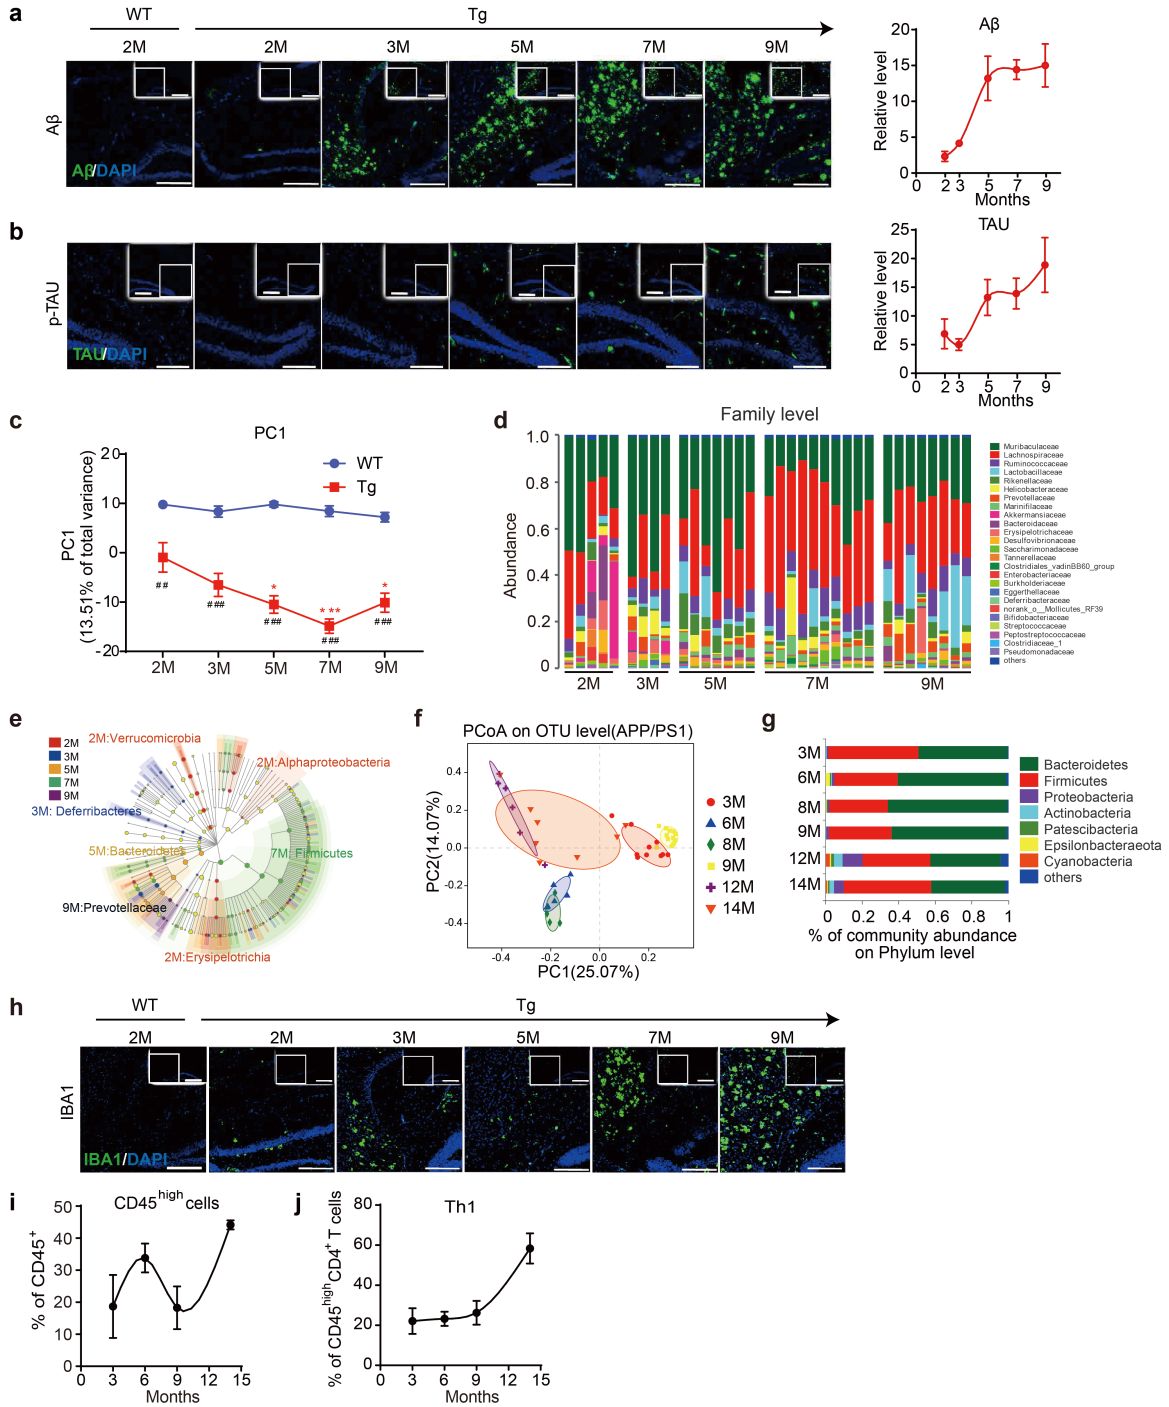 a
WT
Tg
2M 2M 3M 5M 7M 9M
Aβ
Aβ/DAPI
Aβ
Relative level
20
15
10
5
0
0 2 3 5 7 9
Months
b
p-TAU
TAU/DAPI
TAU
Relative level
25
20
15
10
5
0
0 2 3 5 7 9
Months
c
PC1
PC1
(13.51% of total variance)
20
10
0
-10
-20
WT
Tg
##
###
*
###
* **
###
*
###
2M 3M 5M 7M 9M
d
Family level
Abundance
1.0
0.8
0.6
0.4
0.2
0
2M 3M 5M 7M 9M
Muribaculaceae
Lachnospiraceae
Ruminococcaceae
Lactobacillaceae
Rikenellaceae
Helicobacteraceae
Prevotellaceae
Marinifilaceae
Akkermansiaceae
Bacteroidaceae
Erysipelotrichaceae
Desulfovibrionaceae
Saccharimonadaceae
Tannerellaceae
Clostridiales_vadinBB60_group
Enterobacteriaceae
Burkholderiaceae
Eggerthellaceae
Deferribacteraceae
norank_o__Mollicutes_RF39
Bifidobacteriaceae
Streptococcaceae
Peptostreptococcaceae
Clostridiaceae_1
Pseudomonadaceae
others
e
2M
3M
5M
7M
9M
2M:Verrucomicrobia
2M:Alphaproteobacteria
3M: Deferribacteres
5M:Bacteroidetes
7M: Firmicutes
9M:Prevotellaceae
2M:Erysipelotrichia
f
PCoA on OTU level(APP/PS1)
PC2(14.07%)
0.4
0.2
0.0
-0.2
-0.4
-0.4 -0.2 0.0 0.2
PC1(25.07%)
3M
6M
8M
9M
12M
14M
g
3M
6M
8M
9M
12M
14M
0 0.2 0.4 0.6 0.8 1
% of community abundance
on Phylum level
Bacteroidetes
Firmicutes
Proteobacteria
Actinobacteria
Patescibacteria
Epsilonbacteraeota
Cyanobacteria
others
h
WT
Tg
2M 2M 3M 5M 7M 9M
IBA1
IBA1/DAPI
i
CD45high cells
% of CD45+
50
40
30
20
10
0
0 3 6 9 12 15
Months
j
Th1
% of CD45highCD4+ T cells
80
60
40
20
0
0 3 6 9 12 15
Months